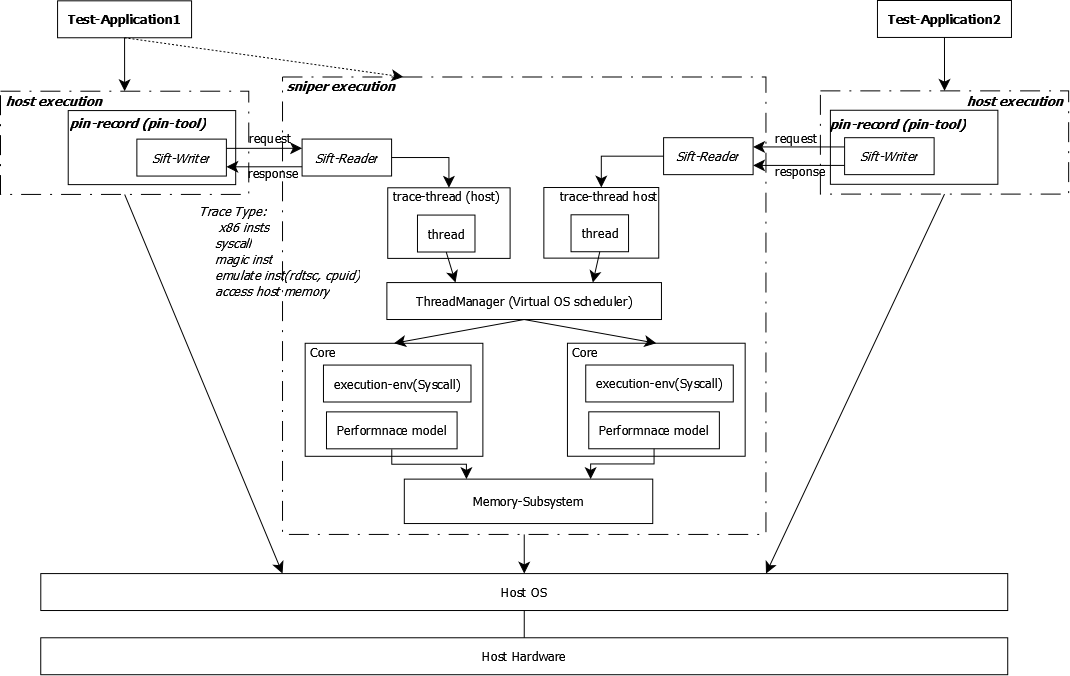 Test-Application1
Test-Application2
sniper execution
host execution
host execution
pin-record (pin-tool)
pin-record (pin-tool)
Sift-Writer
request
Sift-Reader
response
Sift-Reader
request
Sift-Writer
response
trace-thread (host)
thread
trace-thread host
thread
Trace Type:
x86 insts
syscall
magic inst
emulate inst(rdtsc, cpuid)
access host memory
ThreadManager (Virtual OS scheduler)
Core
execution-env(Syscall)
Performnace model
Core
execution-env(Syscall)
Performnace model
Memory-Subsystem
Host OS
Host Hardware